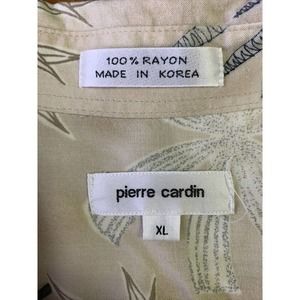 100% RAYON
MADE IN KOREA
pierre cardin
XL